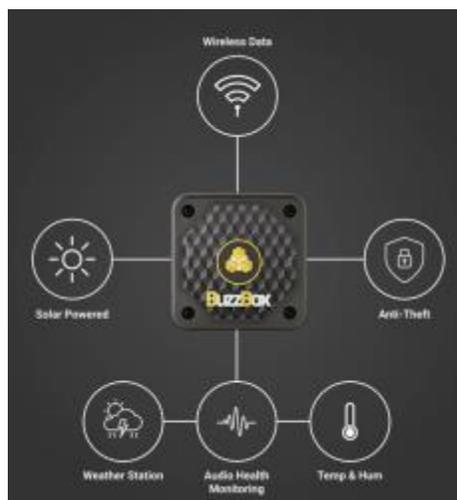 Wireless Data
BuzzBox
Solar Powered
Anti-Theft
Weather Station
Audio Health
Monitoring
Temp & Hum